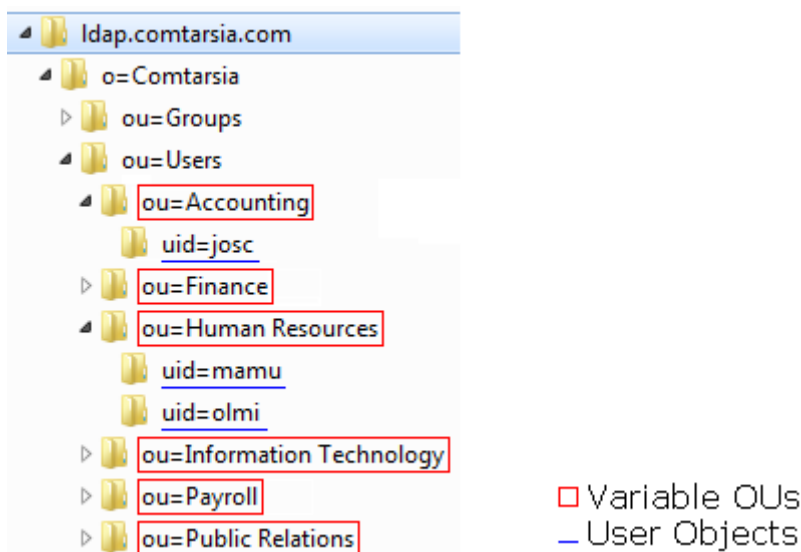 ldap.comtarsia.com
o=Comtarsia
ou=Groups
ou=Users
ou=Accounting
uid=josc
ou=Finance
ou=Human Resources
uid=mamu
uid=olmi
ou=Information Technology
ou=Payroll
ou=Public Relations
Variable OUs
User Objects